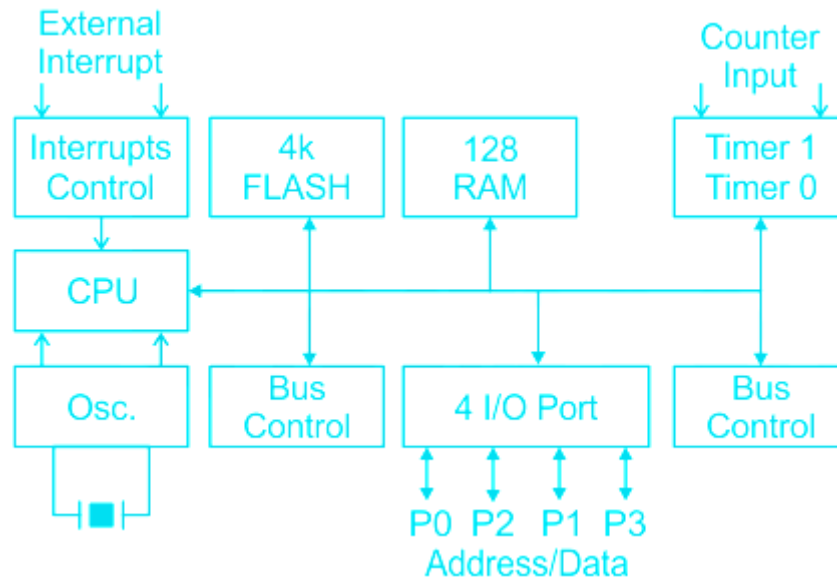 External
Interrupt
Counter
Input
Interrupts
Control
4k
FLASH
128
RAM
Timer 1
Timer 0
CPU
Osc.
Bus
Control
4 I/O Port
Bus
Control
P0 P2 P1 P3
Address/Data